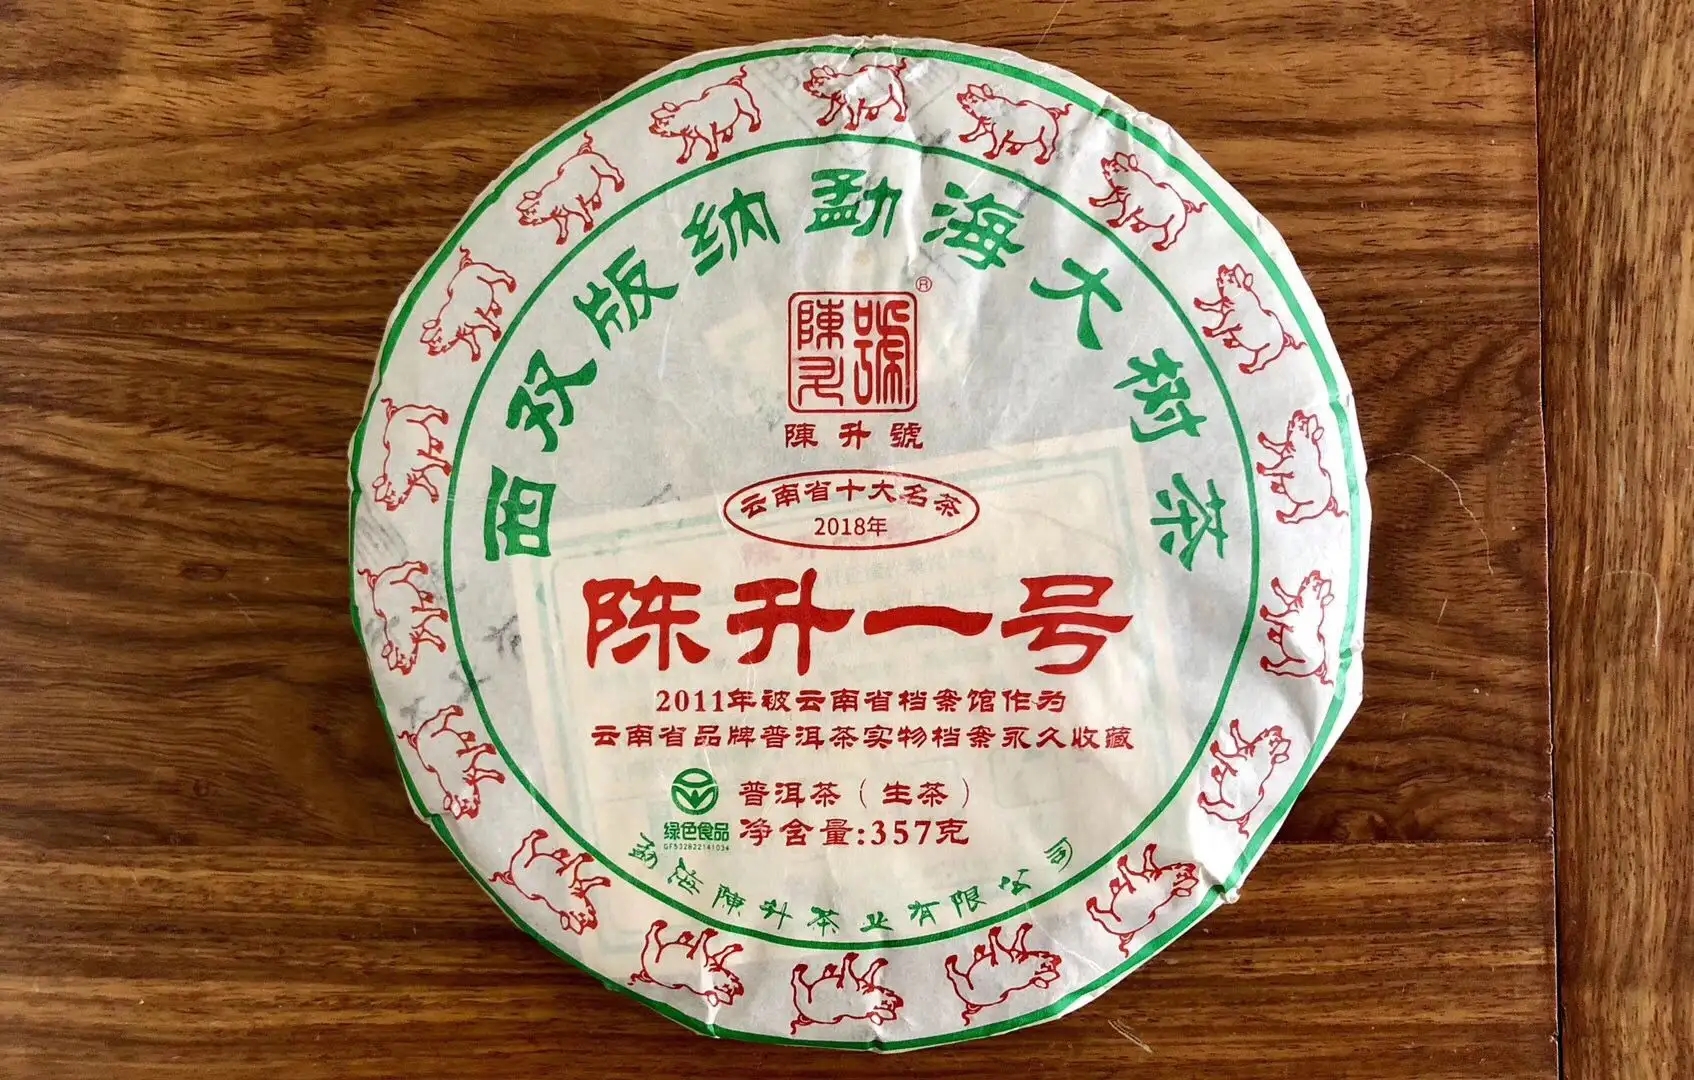 西双版纳勐海大树茶
陳升號
®
陳升號
云南省十大名茶
2018年
陈升一号
2011年被云南省档案馆作为
云南省品牌普洱茶实物档案永久收藏
普洱茶（生茶）
绿色食品
GF532822141034
净含量:357克
勐海陳升茶业有限公司